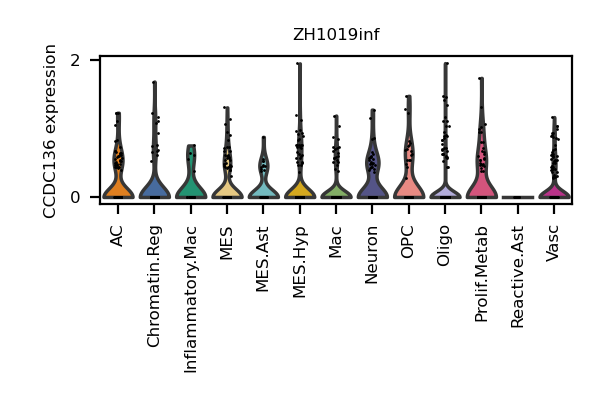 ZH1019inf
CCDC136 expression
2
0
AC
Chromatin.Reg
Inflammatory.Mac
MES
MES.Ast
MES.Hyp
Mac
Neuron
OPC
Oligo
Prolif.Metab
Reactive.Ast
Vasc